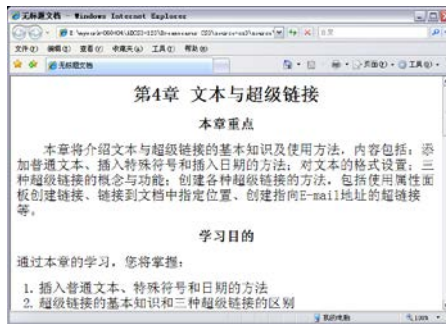 无标题文档 - Windows Internet Explorer
文件(F) 编辑(E) 查看(V) 收藏夹(A) 工具(T) 帮助(H)
无标题文档
页面(P) 工具(O)
第4章 文本与超级链接
本章重点
本章将介绍文本与超级链接的基本知识及使用方法，内容包括：添
加普通文本、插入特殊符号和插入日期的方法；对文本的格式设置；三
种超级链接的概念与功能；创建各种超级链接的方法，包括使用属性面
板创建链接、链接到文档中指定位置、创建指向E-mail地址的超链接
等。
学习目的
通过本章的学习，您将掌握：
1. 插入普通文本、特殊符号和日期的方法
2. 超级链接的基本知识和三种超级链接的区别
我的电脑
100%